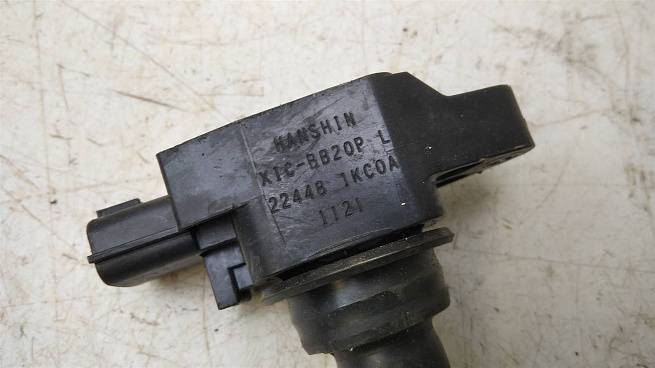 HANSHIN
XIC-BB20P L
22448 1KC0A
1121